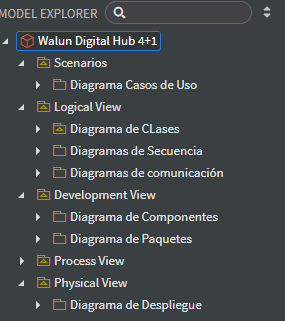 MODEL EXPLORER
Walun Digital Hub 4+1
Scenarios
Diagrama Casos de Uso
Logical View
Diagrama de CLases
Diagramas de Secuencia
Diagramas de comunicación
Development View
Diagrama de Componentes
Diagrama de Paquetes
Process View
Physical View
Diagrama de Despliegue